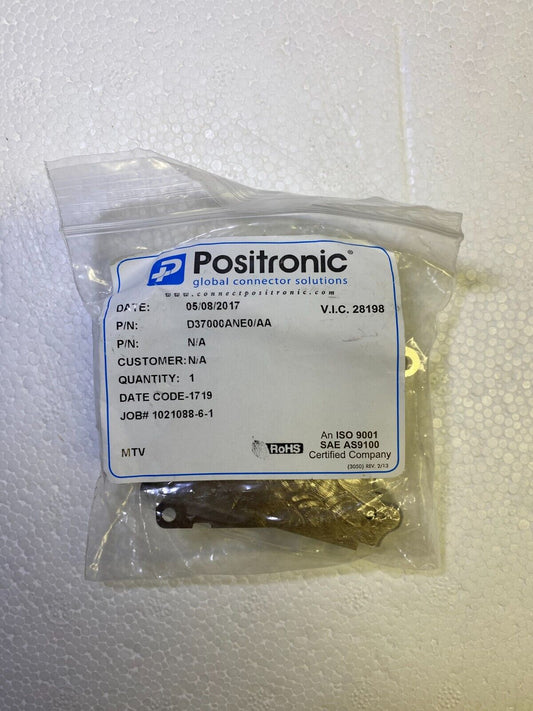 Positronic®
global connector solutions
www.connectpositronic.com
DATE: 05/08/2017 V.I.C. 28198
P/N: D37000ANE0/AA
P/N: N/A
CUSTOMER: N/A
QUANTITY: 1
DATE CODE-1719
JOB# 1021088-6-1
MTV
RoHS
An ISO 9001
SAE AS9100
Certified Company
(3050) REV. 2/13